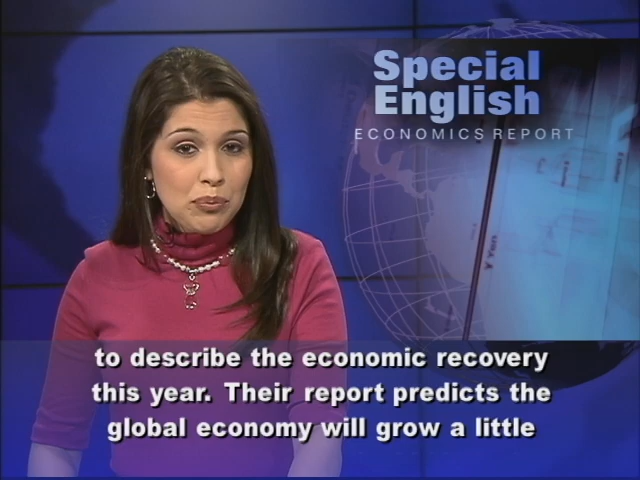 Special
English
ECONOMICS REPORT
to describe the economic recovery
this year. Their report predicts the
global economy will grow a little